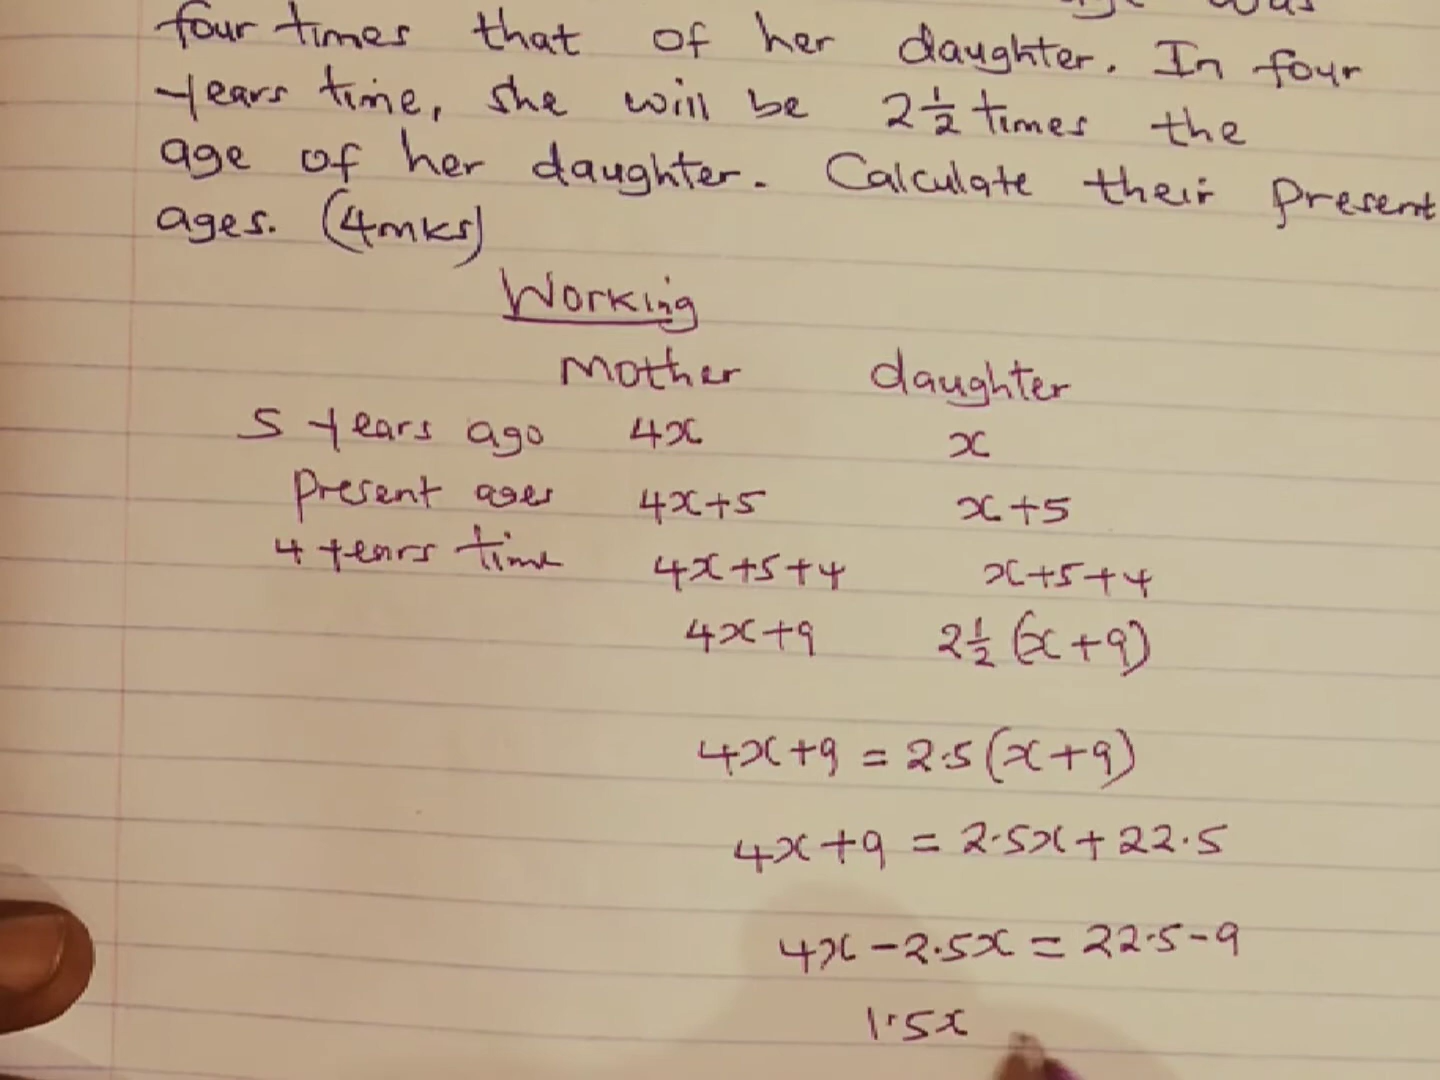 was
four times that of her daughter. In four
years time, she will be 2½ times the
age of her daughter. Calculate their present
ages. (4mks)
Working
Mother daughter
5 years ago 4x x
Present ages 4x+5 x+5
4 years time 4x+5+4 x+5+4
4x+9 2½ (x+9)
4x+9 = 2.5(x+9)
4x+9 = 2.5x+22.5
4x-2.5x = 22.5-9
1.5x